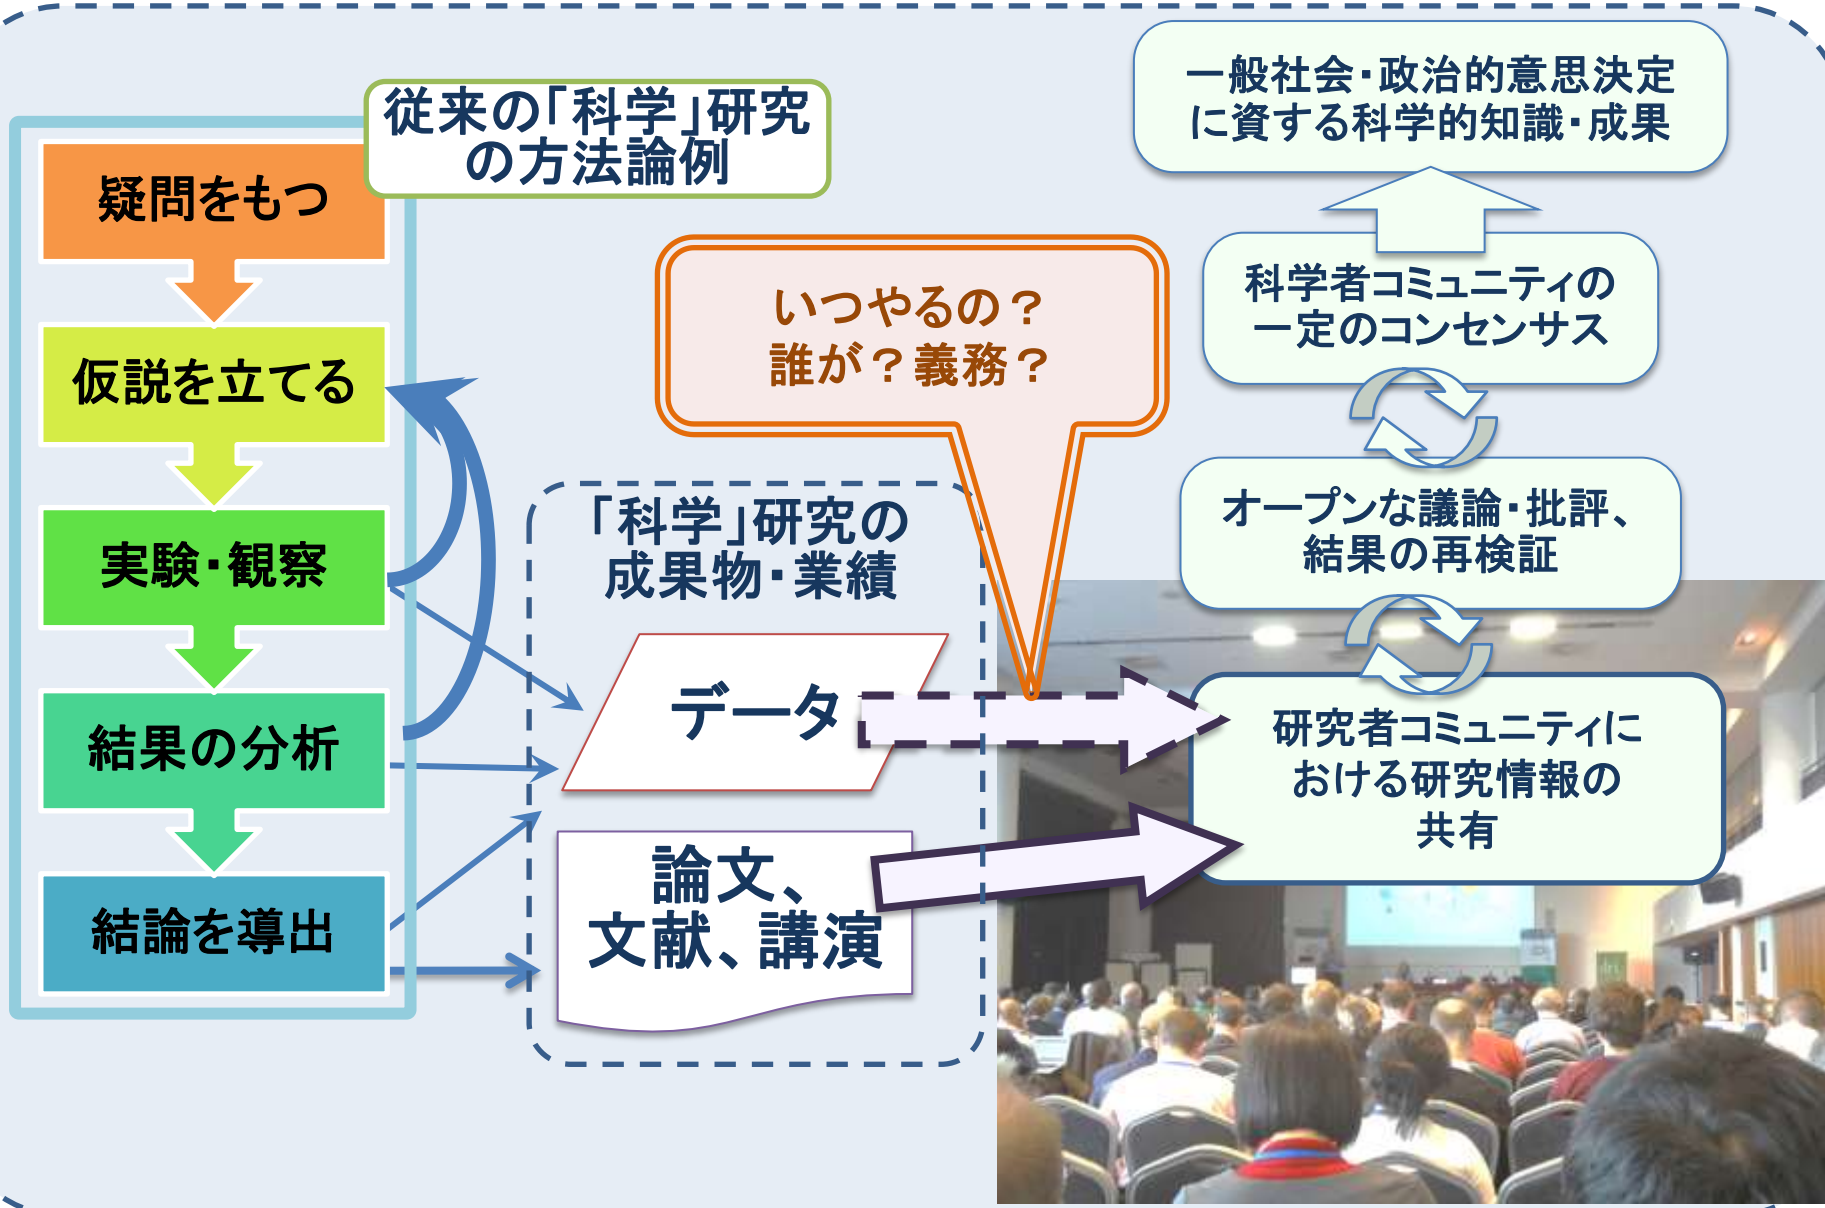 従来の「科学」研究
の方法論例
疑問をもつ
仮説を立てる
実験・観察
結果の分析
結論を導出
「科学」研究の
成果物・業績
データ
論文、
文献、講演
いつやるの？
誰が？義務？
一般社会・政治的意思決定
に資する科学的知識・成果
科学者コミュニティの
一定のコンセンサス
オープンな議論・批評、
結果の再検証
研究者コミュニティに
おける研究情報の
共有